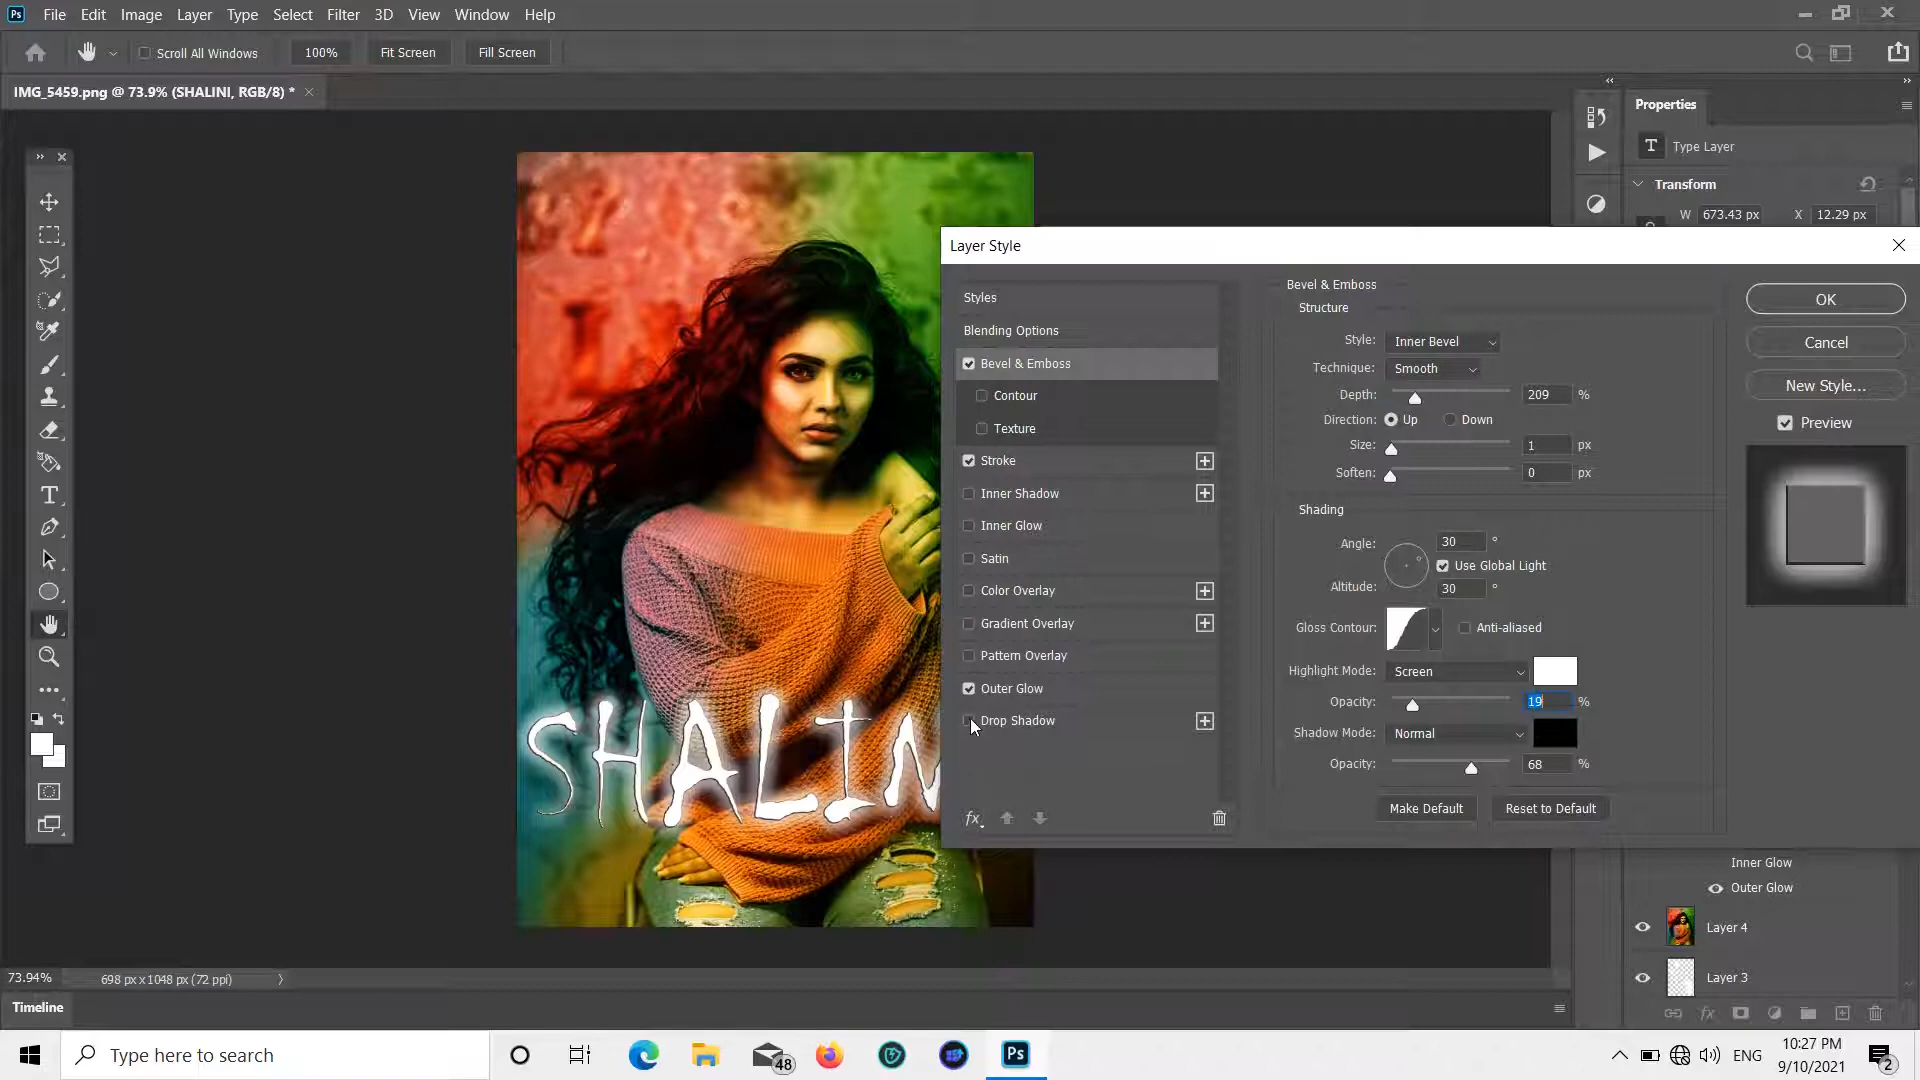 Ps File Edit Image Layer Type Select Filter 3D View Window Help
Scroll All Windows 100% Fit Screen Fill Screen
IMG_5459.png @ 73.9% (SHALINI, RGB/8) * ×
Properties
T Type Layer
Transform
W 673.43 px X 12.29 px
Layer Style
Styles
Blending Options
Bevel & Emboss
Contour
Texture
Stroke
Inner Shadow
Inner Glow
Satin
Color Overlay
Gradient Overlay
Pattern Overlay
Outer Glow
Drop Shadow
fx
Bevel & Emboss
Structure
Style: Inner Bevel
Technique: Smooth
Depth: 209 %
Direction: Up Down
Size: 1 px
Soften: 0 px
Shading
Angle: 30 °
Use Global Light
Altitude: 30 °
Gloss Contour: Anti-aliased
Highlight Mode: Screen
Opacity: 19 %
Shadow Mode: Normal
Opacity: 68 %
Make Default Reset to Default
OK
Cancel
New Style...
Preview
SHALIN
Inner Glow
Outer Glow
Layer 4
Layer 3
fx
73.94% 698 px x 1048 px (72 ppi)
Timeline
Type here to search
48
Ps
ENG
10:27 PM
9/10/2021
2